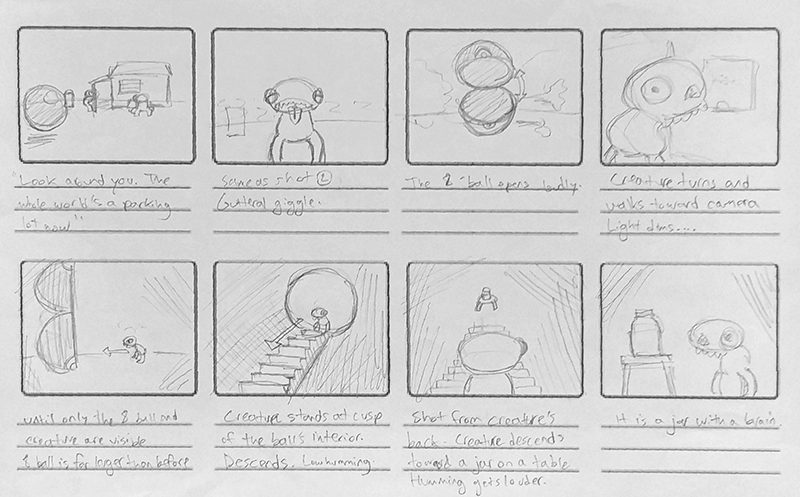 "Look around you. The
whole world's a parking
lot now"
Same as shot 2
Gutteral giggle.
The 8 ball opens loudly.
Creature turns and
walks toward camera
Light dims....
until only the 8 ball and
creature are visible
8 ball is far larger than before
Creature stands at cusp
of the ball's interior.
Descends. Low humming
Shot from creature's
back. Creature descends
toward a jar on a table
Humming gets louder.
It is a jar with a brain.